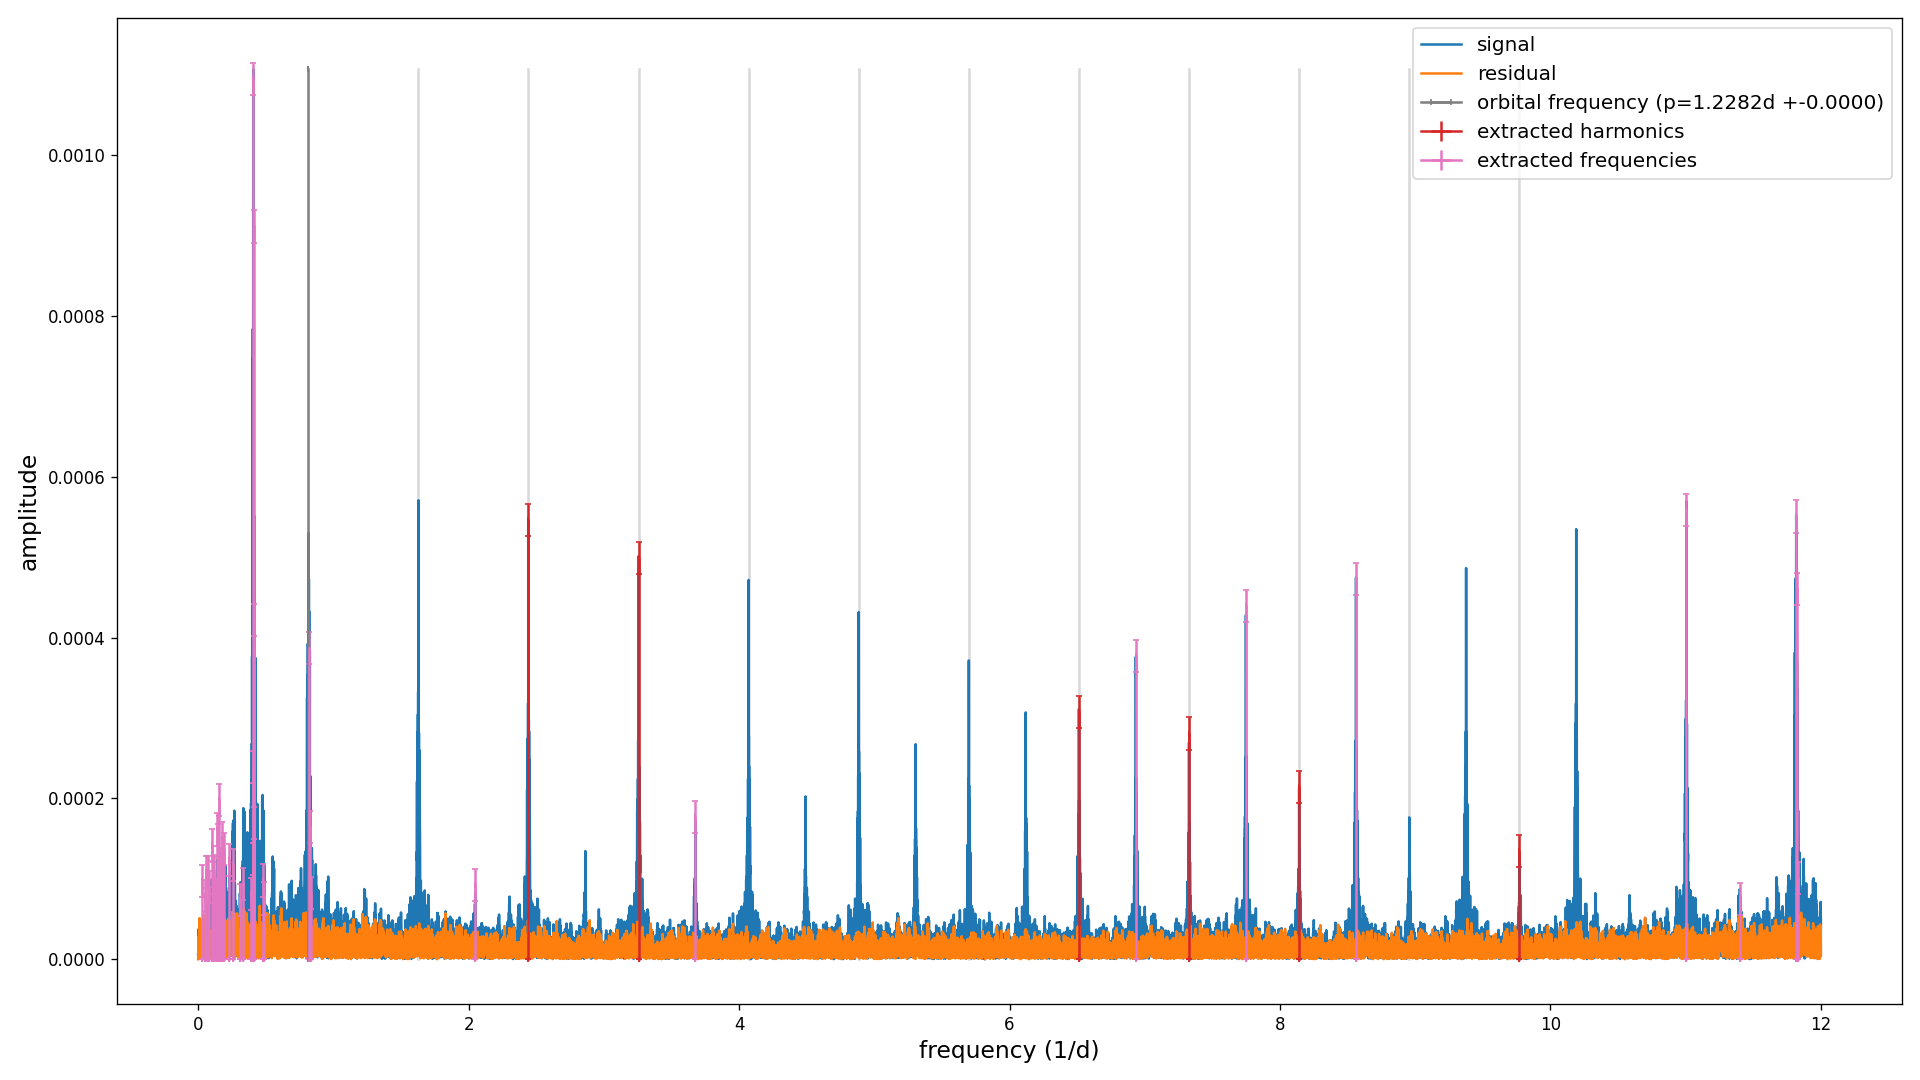 signal
residual
orbital frequency (p=1.2282d +-0.0000)
extracted harmonics
extracted frequencies
0.0010
0.0008
0.0006
0.0004
0.0002
0.0000
amplitude
0 2 4 6 8 10 12
frequency (1/d)